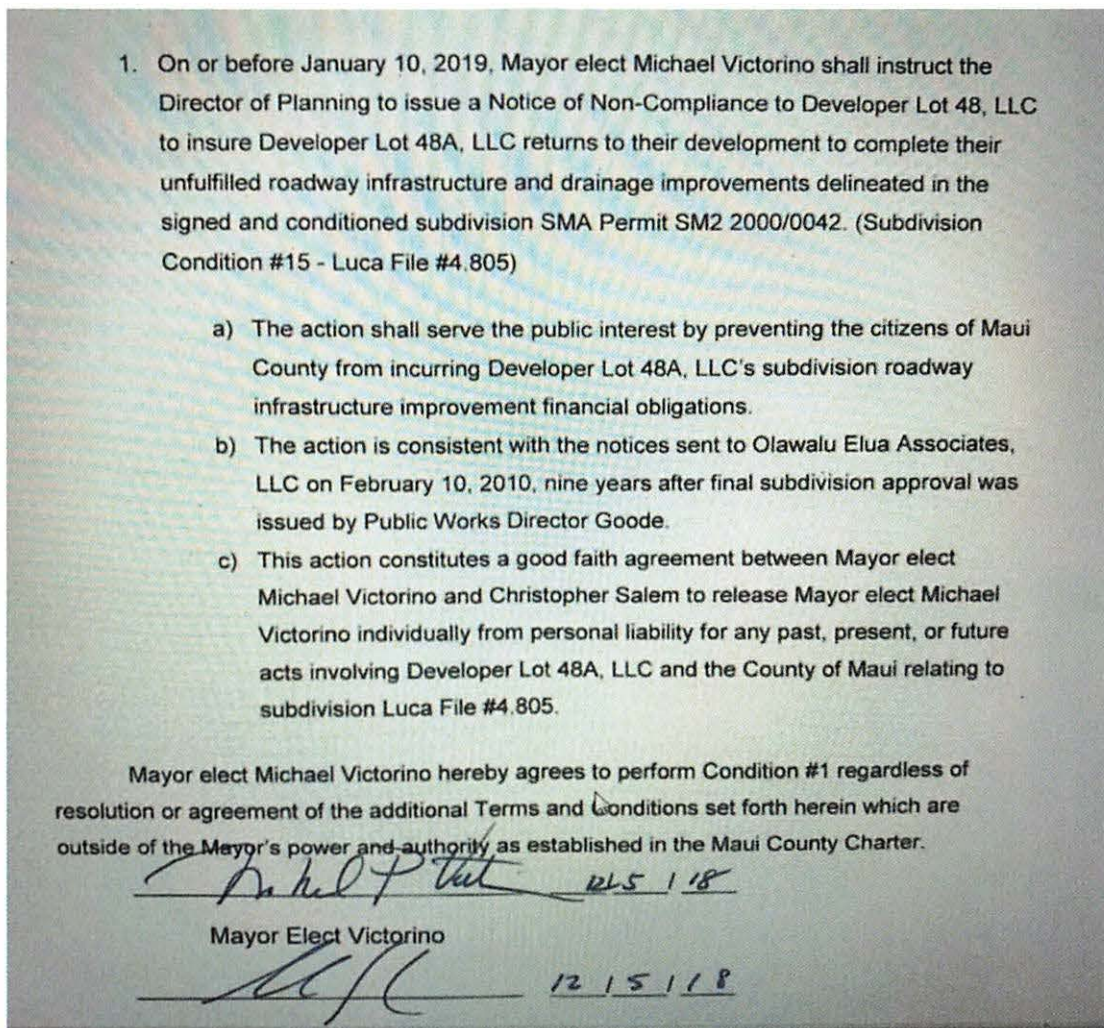 1. On or before January 10, 2019, Mayor elect Michael Victorino shall instruct the
Director of Planning to issue a Notice of Non-Compliance to Developer Lot 48, LLC
to insure Developer Lot 48A, LLC returns to their development to complete their
unfulfilled roadway infrastructure and drainage improvements delineated in the
signed and conditioned subdivision SMA Permit SM2 2000/0042. (Subdivision
Condition #15 - Luca File #4.805)
a) The action shall serve the public interest by preventing the citizens of Maui
County from incurring Developer Lot 48A, LLC's subdivision roadway
infrastructure improvement financial obligations.
b) The action is consistent with the notices sent to Olawalu Elua Associates,
LLC on February 10, 2010, nine years after final subdivision approval was
issued by Public Works Director Goode.
c) This action constitutes a good faith agreement between Mayor elect
Michael Victorino and Christopher Salem to release Mayor elect Michael
Victorino individually from personal liability for any past, present, or future
acts involving Developer Lot 48A, LLC and the County of Maui relating to
subdivision Luca File #4.805.
Mayor elect Michael Victorino hereby agrees to perform Condition #1 regardless of
resolution or agreement of the additional Terms and Conditions set forth herein which are
outside of the Mayor's power and authority as established in the Maui County Charter.
Mayor Elect Victorino
12 / 5 / 18